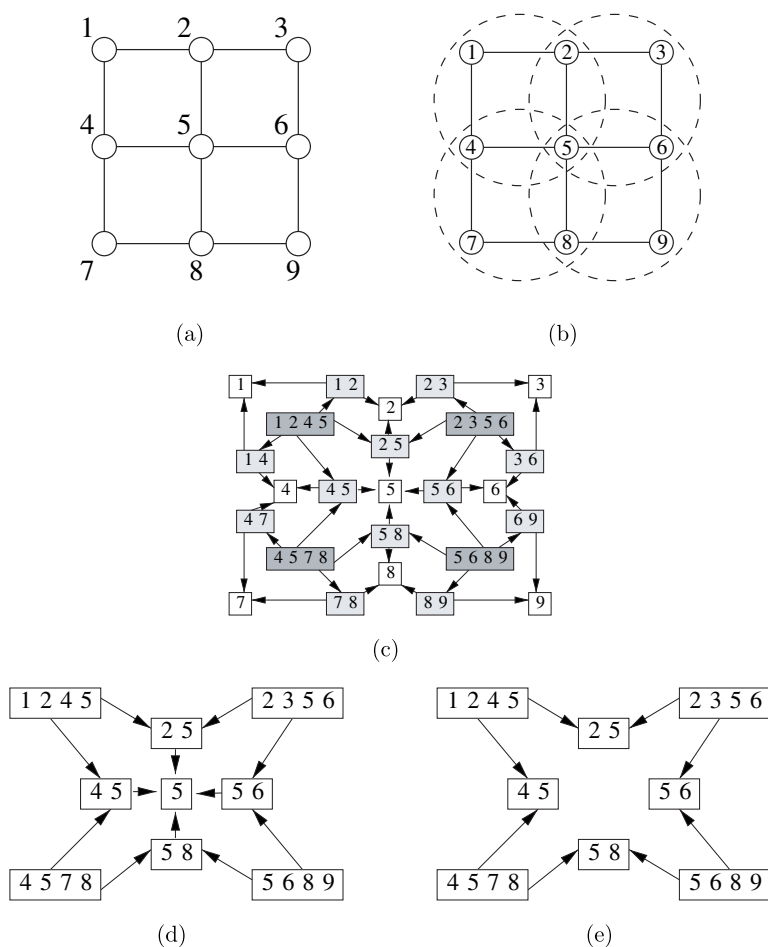 1 2 3
4 5 6
7 8 9
(a)
1 2 3
4 5 6
7 8 9
(b)
1 1 2 2 3 3
2
1 2 4 5 2 3 5 6
2 5
1 4 3 6
4 4 5 5 5 6 6
4 7 6 9
5 8
4 5 7 8 5 6 8 9
8
7 7 8 8 9 9
(c)
1 2 4 5 2 3 5 6
2 5
4 5 5 5 6
5 8
4 5 7 8 5 6 8 9
(d)
1 2 4 5 2 3 5 6
2 5
4 5 5 6
5 8
4 5 7 8 5 6 8 9
(e)